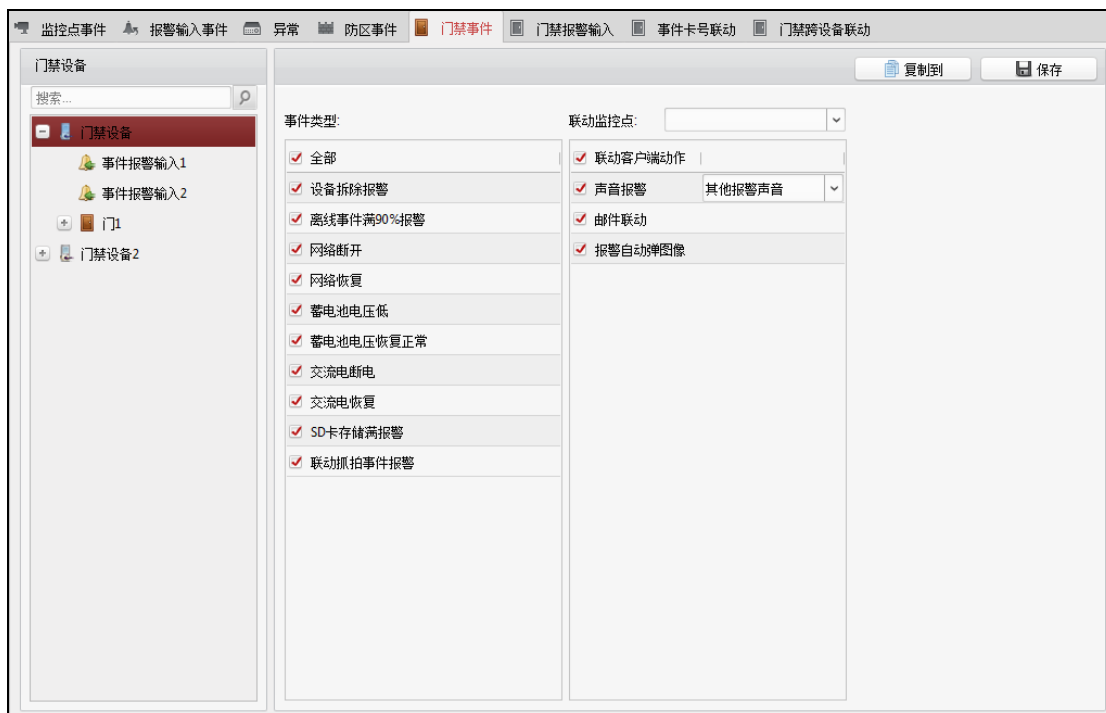 监控点事件 报警输入事件 异常 防区事件 门禁事件 门禁报警输入 事件卡号联动 门禁跨设备联动
门禁设备
复制到 保存
搜索...
门禁设备
事件报警输入1
事件报警输入2
门1
门禁设备2
事件类型: 联动监控点:
全部 联动客户端动作
设备拆除报警 声音报警 其他报警声音
离线事件满90%报警 邮件联动
网络断开 报警自动弹图像
网络恢复
蓄电池电压低
蓄电池电压恢复正常
交流电断电
交流电恢复
SD卡存储满报警
联动抓拍事件报警